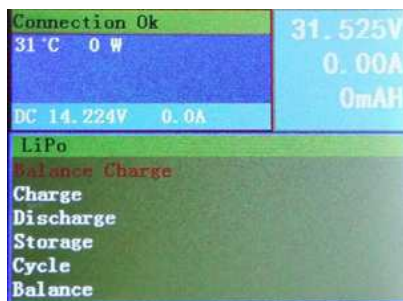 Connection Ok
31°C 0 W
DC 14.224V 0.0A
31.525V
0.00A
0mAH
LiPo
Balance Charge
Charge
Discharge
Storage
Cycle
Balance